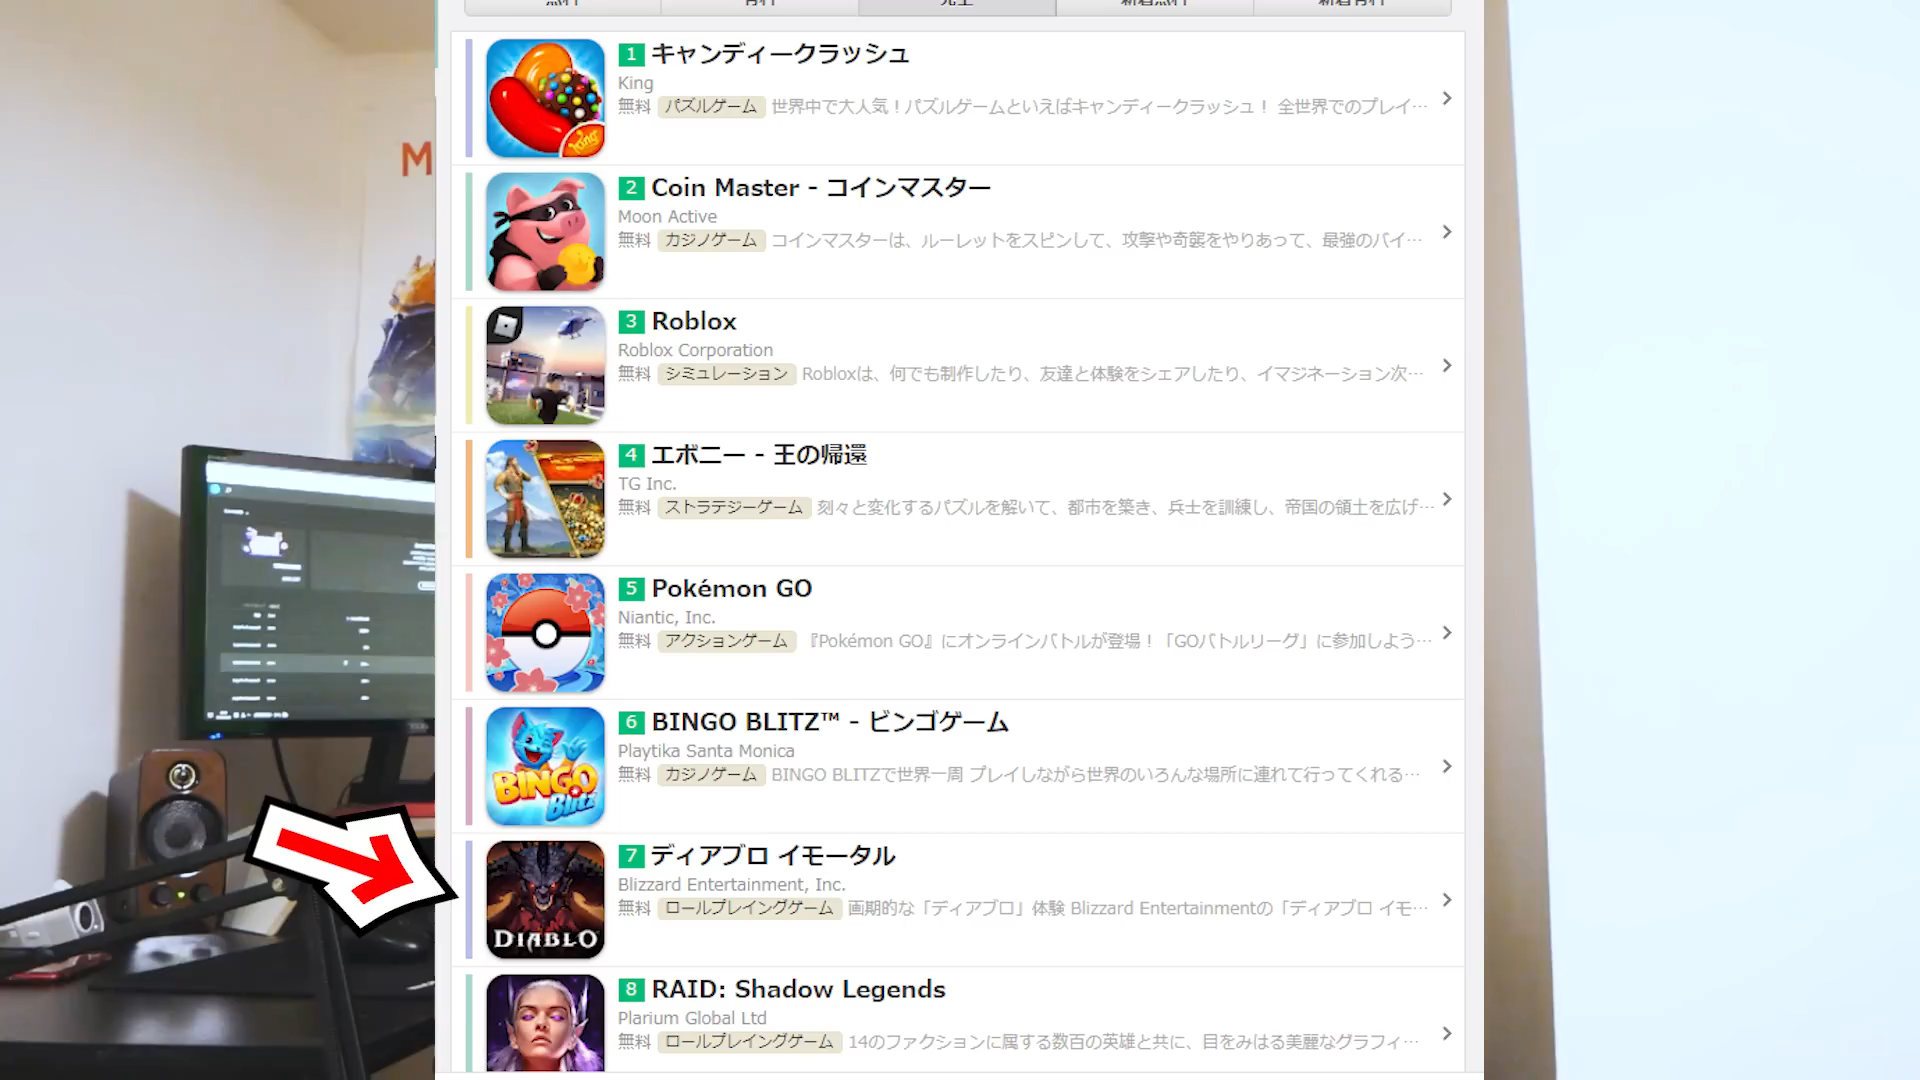 無料
有料
売上
新着無料
新着有料
1 キャンディークラッシュ
King
無料 パズルゲーム 世界中で大人気！パズルゲームといえばキャンディークラッシュ！ 全世界でのプレイ…
2 Coin Master - コインマスター
Moon Active
無料 カジノゲーム コインマスターは、ルーレットをスピンして、攻撃や奇襲をやりあって、最強のバイ…
3 Roblox
Roblox Corporation
無料 シミュレーション Robloxは、何でも制作したり、友達と体験をシェアしたり、イマジネーション次…
4 エボニー - 王の帰還
TG Inc.
無料 ストラテジーゲーム 刻々と変化するパズルを解いて、都市を築き、兵士を訓練し、帝国の領土を広げ…
5 Pokémon GO
Niantic, Inc.
無料 アクションゲーム 『Pokémon GO』にオンラインバトルが登場！「GOバトルリーグ」に参加しよう…
BINGO
Blitz
6 BINGO BLITZ™ - ビンゴゲーム
Playtika Santa Monica
無料 カジノゲーム BINGO BLITZで世界一周 プレイしながら世界のいろんな場所に連れて行ってくれる…
DIABLO
7 ディアブロ イモータル
Blizzard Entertainment, Inc.
無料 ロールプレイングゲーム 画期的な「ディアブロ」体験 Blizzard Entertainmentの「ディアブロ イモ…
8 RAID: Shadow Legends
Plarium Global Ltd
無料 ロールプレイングゲーム 14のファクションに属する数百の英雄と共に、目をみはる美麗なグラフィ…
King
M